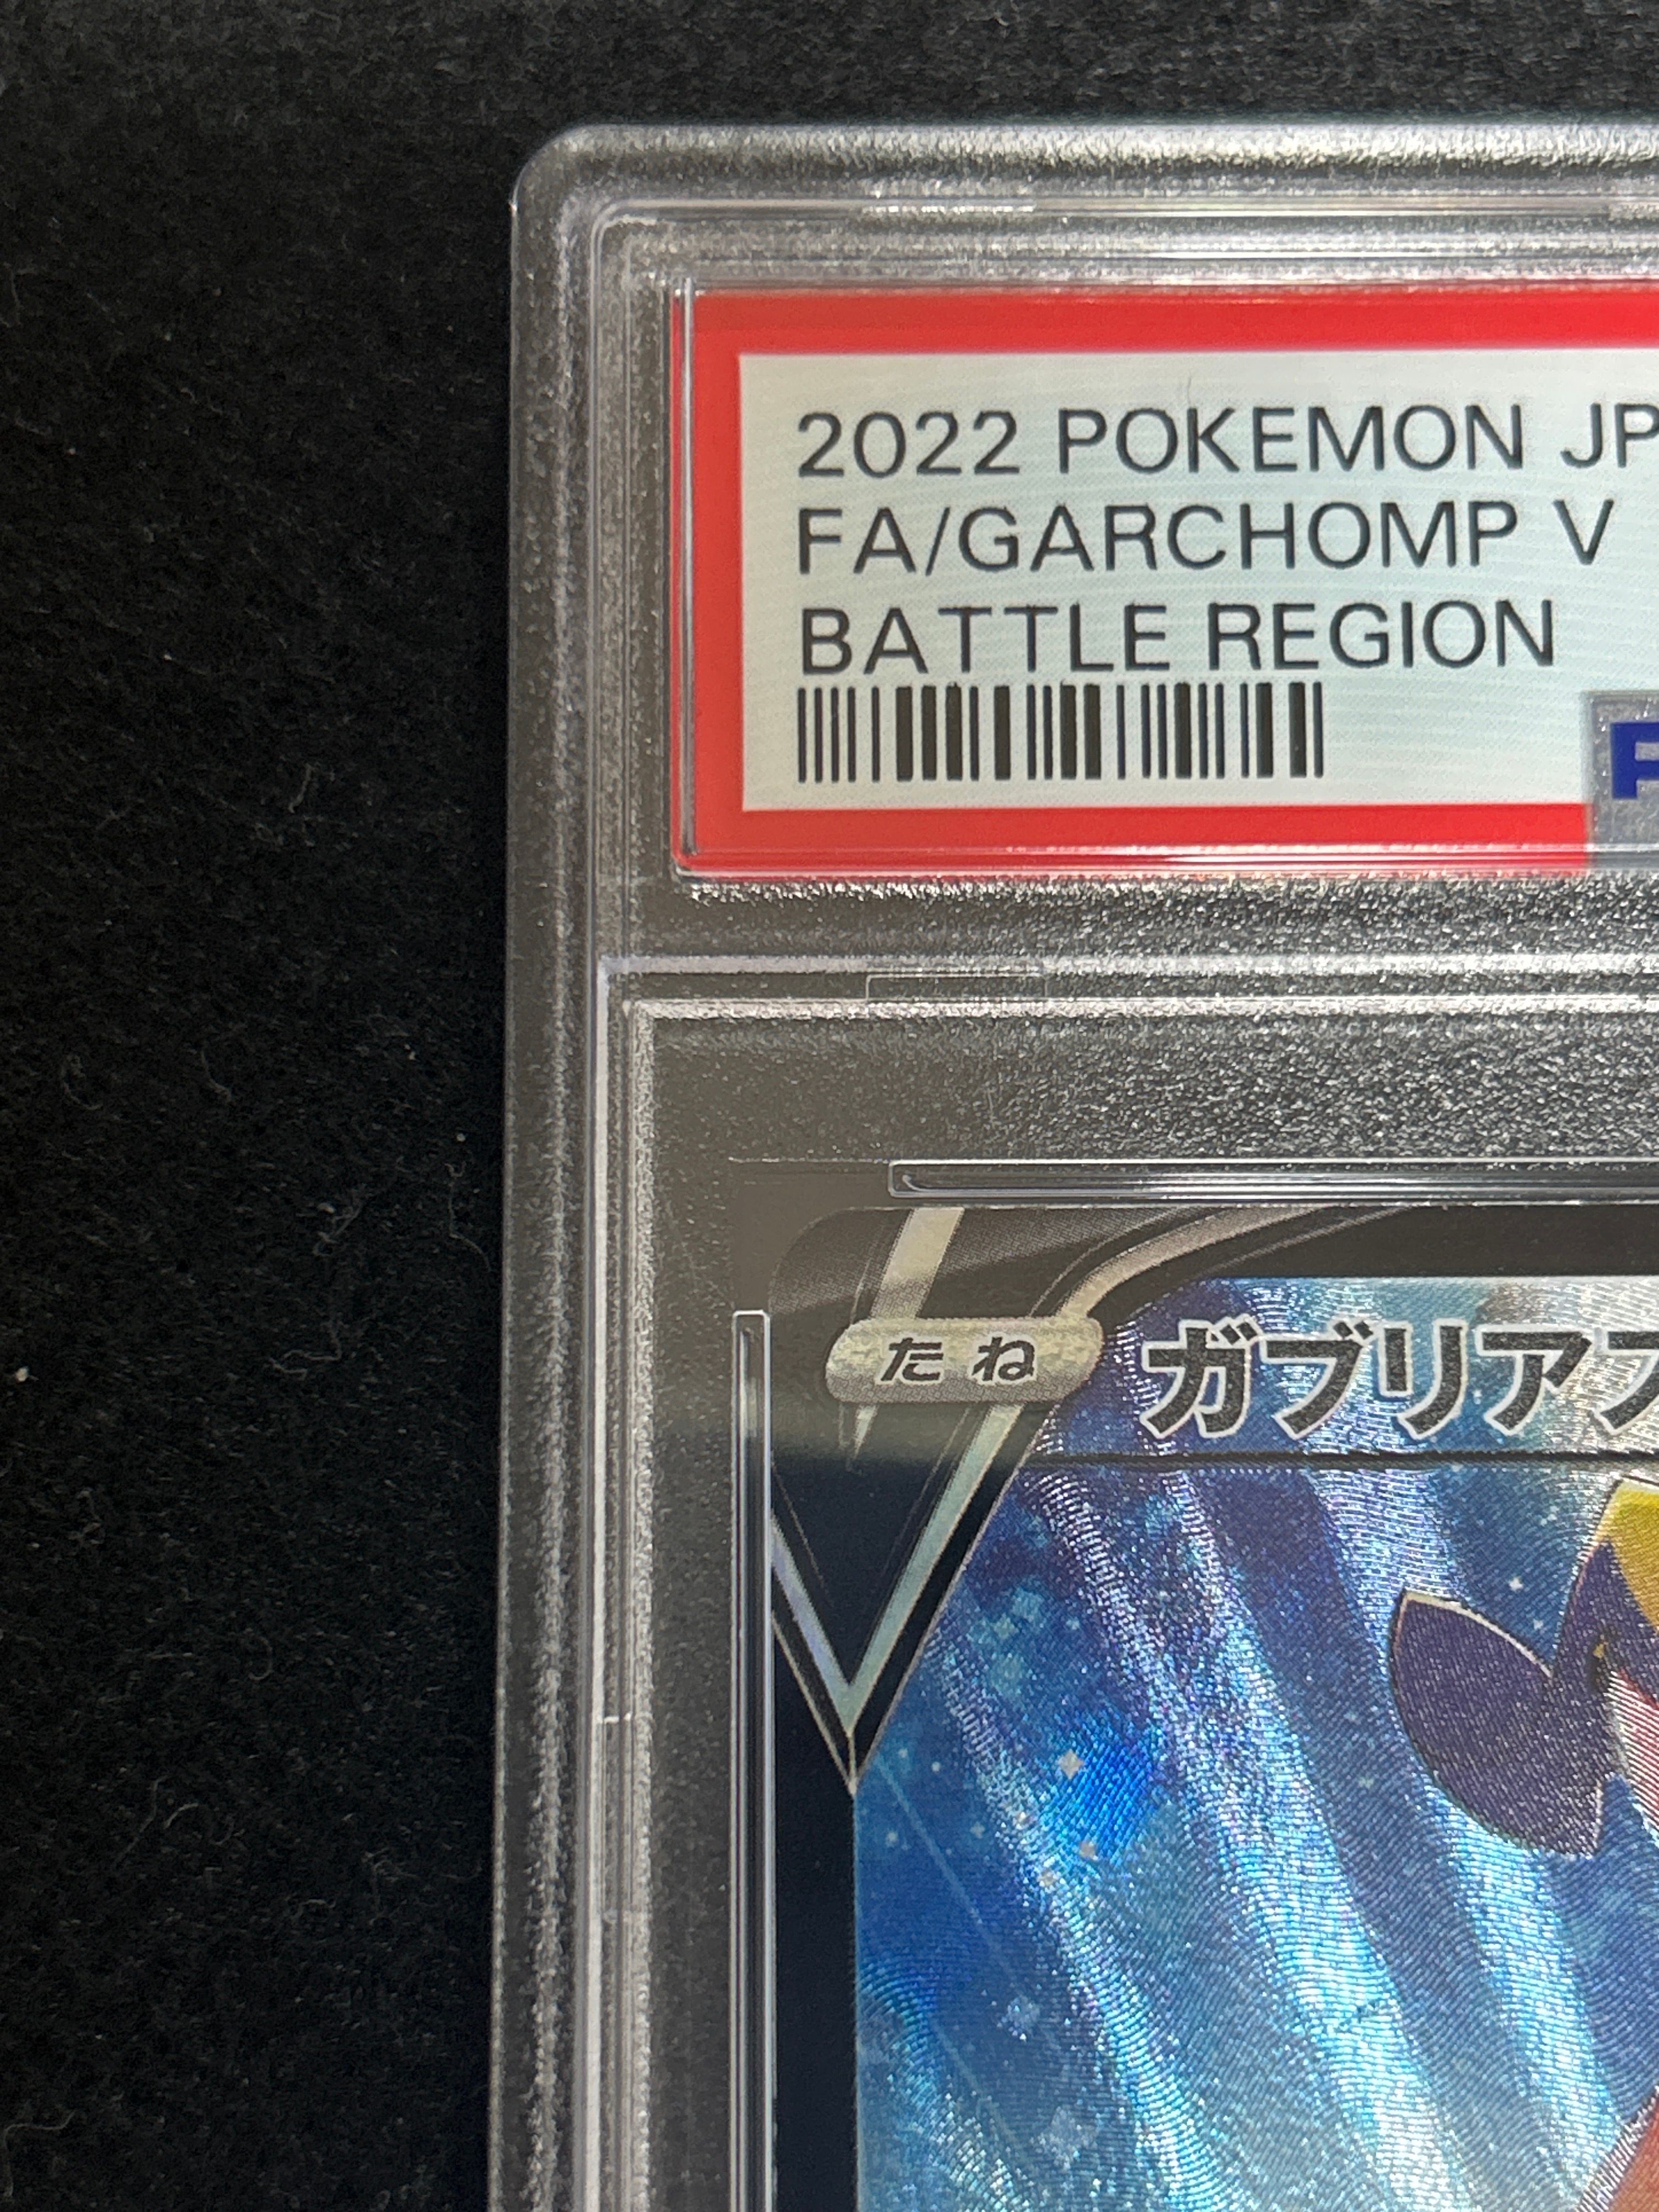 2022 POKEMON JP
FA/GARCHOMP V
BATTLE REGION
たね
ガブリア